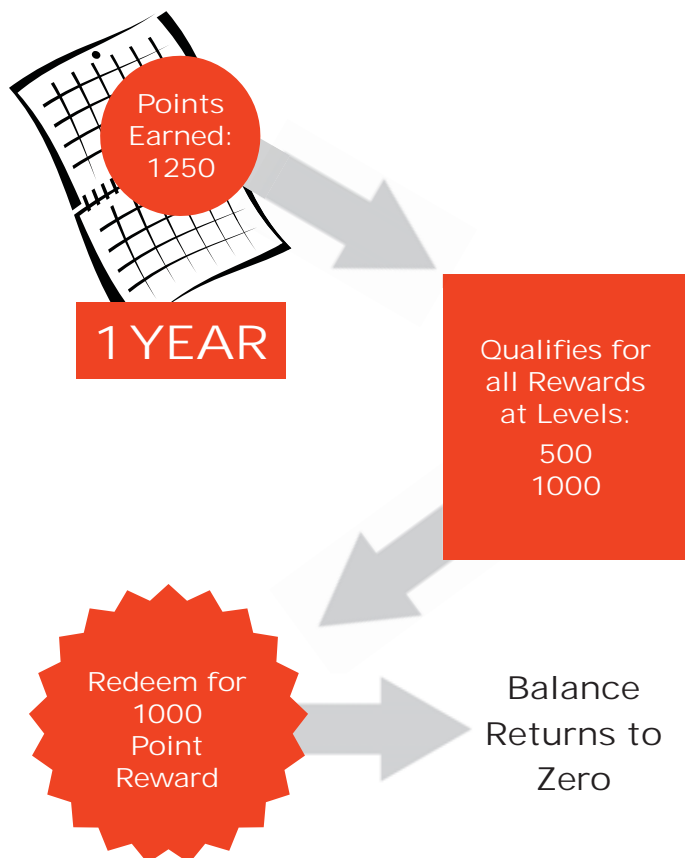 Points
Earned:
1250
1 YEAR
Qualifies for
all Rewards
at Levels:
500
1000
Redeem for
1000
Point
Reward
Balance
Returns to
Zero